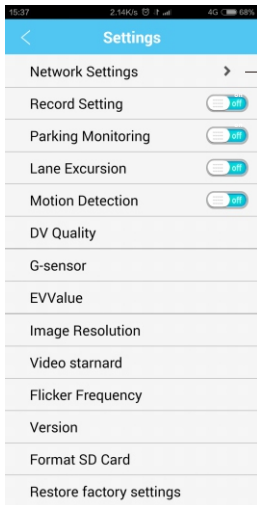 15:37 2.14K/s 4G 68%
Settings
Network Settings
Record Setting off
Parking Monitoring off
Lane Excursion off
Motion Detection off
DV Quality
G-sensor
EVValue
Image Resolution
Video starnard
Flicker Frequency
Version
Format SD Card
Restore factory settings